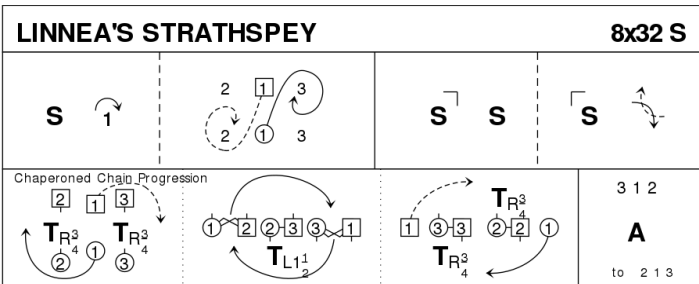 LINNEA'S STRATHSPEY 8x32 S
S 1
2 1 3
2 1 3
S S
S
Chaperoned Chain Progression
2 1 3
T R 3/4 T R 3/4
2 1 3
1 2 2 3 3 1
T L 1 1/2
T R 3/4
1 3 3 2 2 1
T R 3/4
3 1 2
A
to 2 1 3